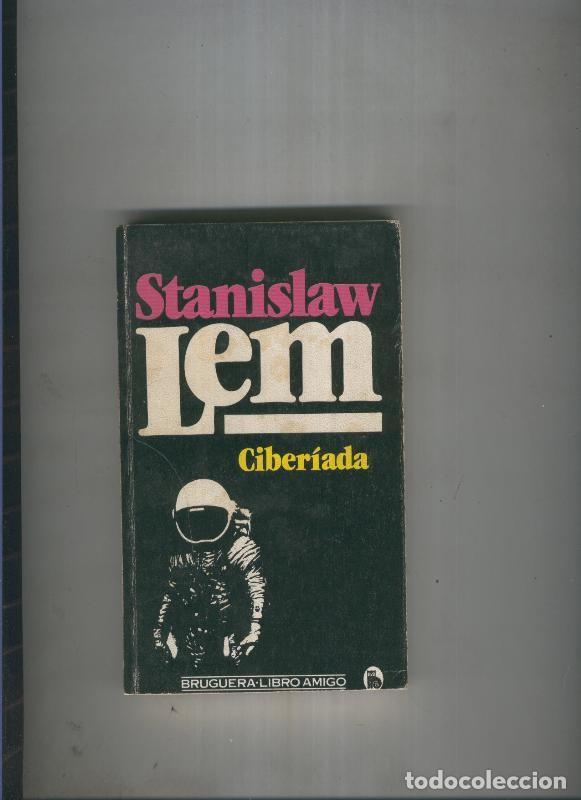 Stanislaw
Lem
Ciberíada
BRUGUERA·LIBRO AMIGO
todocoleccion